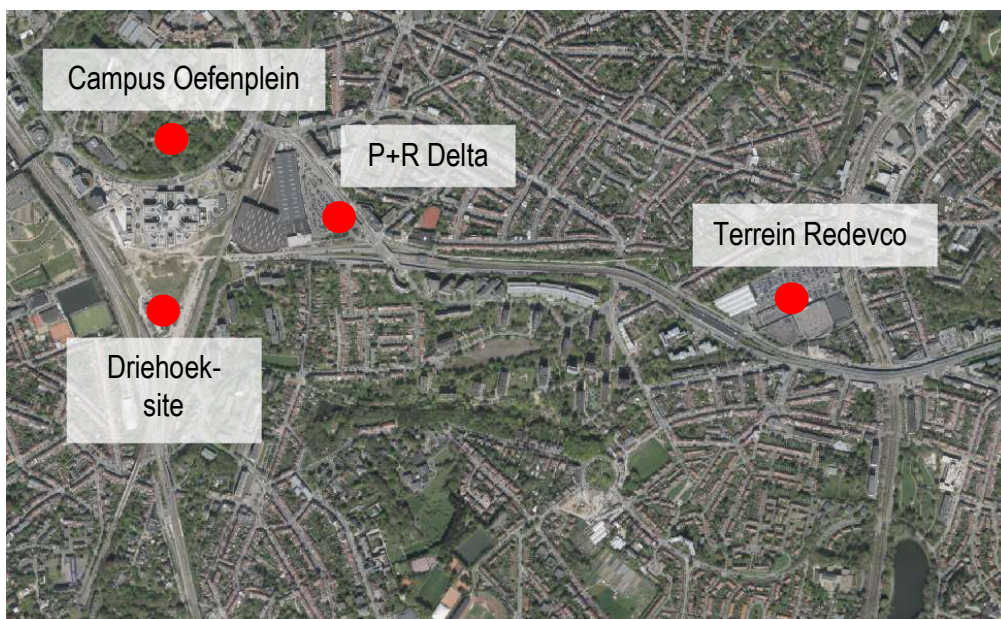 Campus Oefenplein
P+R Delta
Terrein Redevco
Driehoek-
site